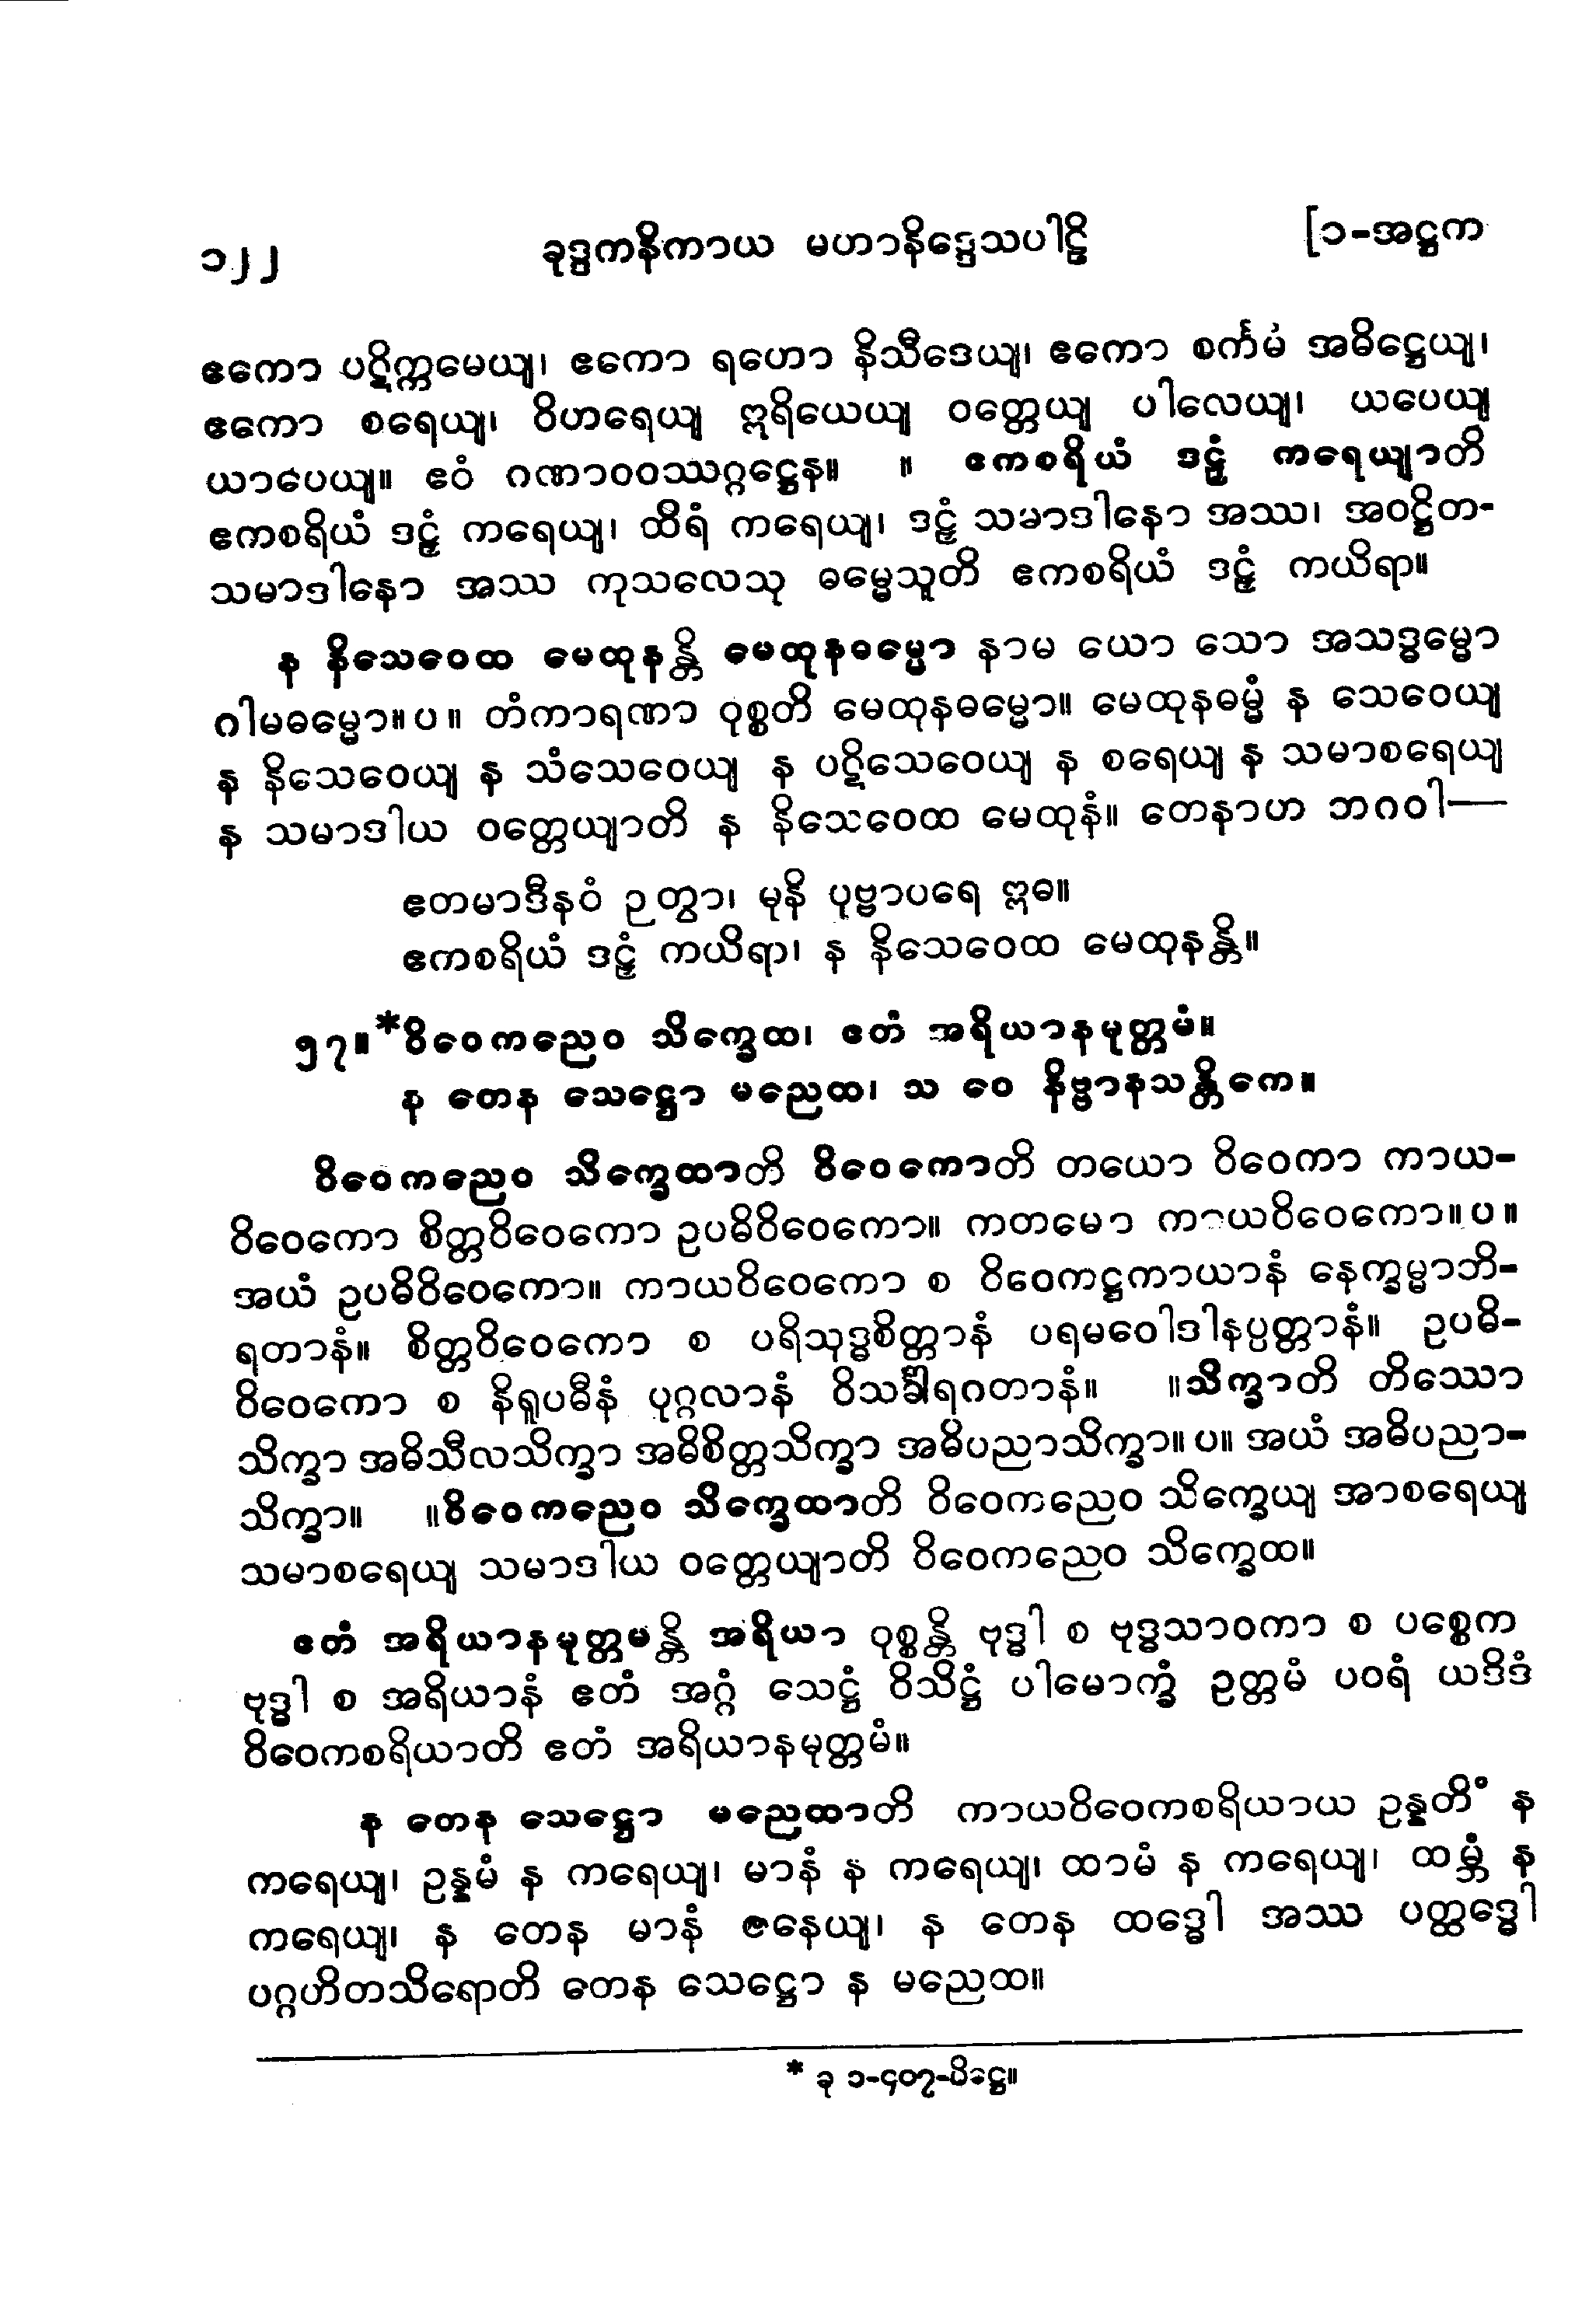 ၁၂၂ ခုဒ္ဒကနိကာယ မဟာနိဒ္ဒေသပါဠိ [၁-အဋ္ဌက
ဧကော ပဋိက္ကမေယျ၊ ဧကော ရဟော နိသီဒေယျ၊ ဧကော စင်္ကမံ အဓိဋ္ဌေယျ၊
ဧကော စရေယျ၊ ဝိဟရေယျ ဣရိယေယျ ဝတ္တေယျ ပါလေယျ၊ ယပေယျ
ယာပေယျ။ ဧဝံ ဂဏာဝဝဿဂ္ဂဋ္ဌေန။ ။ ဧကစရိယံ ဒဠှံ ကရေယျာတိ
ဧကစရိယံ ဒဠှံ ကရေယျ၊ ထိရံ ကရေယျ၊ ဒဠှံ သမာဒါနော အဿ၊ အဝဋ္ဌိတ-
သမာဒါနော အဿ ကုသလေသု ဓမ္မေသူတိ ဧကစရိယံ ဒဠှံ ကယိရာ။
န နိသေဝေထ မေထုနန္တိ မေထုနဓမ္မော နာမ ယော သော အသဒ္ဓမ္မော
ဂါမဓမ္မော။ပ။ တံကာရဏာ ဝုစ္စတိ မေထုနဓမ္မော။ မေထုနဓမ္မံ န သေဝေယျ
န နိသေဝေယျ န သံသေဝေယျ န ပဋိသေဝေယျ န စရေယျ န သမာစရေယျ
န သမာဒါယ ဝတ္တေယျာတိ န နိသေဝေထ မေထုနံ။ တေနာဟ ဘဂဝါ—
ဧတမာဒီနဝံ ဉတွာ၊ မုနိ ပုဗ္ဗာပရေ ဣဓ။
ဧကစရိယံ ဒဠှံ ကယိရာ၊ န နိသေဝေထ မေထုနန္တိ။
၅၇။*ဝိဝေကညေဝ သိက္ခေထ၊ ဧတံ အရိယာနမုတ္တမံ။
န တေန သေဋ္ဌော မညေထ၊ သ ဝေ နိဗ္ဗာနသန္တိကေ။
ဝိဝေကညေဝ သိက္ခေထာတိ ဝိဝေကောတိ တယော ဝိဝေကာ ကာယ-
ဝိဝေကော စိတ္တဝိဝေကော ဥပဓိဝိဝေကော။ ကတမော ကာယဝိဝေကော။ပ။
အယံ ဥပဓိဝိဝေကော။ ကာယဝိဝေကော စ ဝိဝေကဋ္ဌကာယာနံ နေက္ခမ္မာဘိ-
ရတာနံ။ စိတ္တဝိဝေကော စ ပရိသုဒ္ဓစိတ္တာနံ ပရမဝေါဒါနပ္ပတ္တာနံ။ ဥပဓိ-
ဝိဝေကော စ နိရူပဓီနံ ပုဂ္ဂလာနံ ဝိသင်္ခါရဂတာနံ။ ။သိက္ခာတိ တိဿော
သိက္ခာ အဓိသီလသိက္ခာ အဓိစိတ္တသိက္ခာ အဓိပညာသိက္ခာ။ပ။ အယံ အဓိပညာ-
သိက္ခာ။ ။ဝိဝေကညေဝ သိက္ခေထာတိ ဝိဝေကညေဝ သိက္ခေယျ အာစရေယျ
သမာစရေယျ သမာဒါယ ဝတ္တေယျာတိ ဝိဝေကညေဝ သိက္ခေထ။
ဧတံ အရိယာနမုတ္တမန္တိ အရိယာ ဝုစ္စန္တိ ဗုဒ္ဓါ စ ဗုဒ္ဓသာဝကာ စ ပစ္စေက
ဗုဒ္ဓါ စ အရိယာနံ ဧတံ အဂ္ဂံ သေဋ္ဌံ ဝိသိဋ္ဌံ ပါမောက္ခံ ဥတ္တမံ ပဝရံ ယဒိဒံ
ဝိဝေကစရိယာတိ ဧတံ အရိယာနမုတ္တမံ။
န တေန သေဋ္ဌော မညေထာတိ ကာယဝိဝေကစရိယာယ ဥန္နတိံ န
ကရေယျ၊ ဥန္နမံ န ကရေယျ၊ မာနံ န ကရေယျ၊ ထာမံ န ကရေယျ၊ ထမ္ဘံ န
ကရေယျ၊ န တေန မာနံ ဇနေယျ၊ န တေန ထဒ္ဓေါ အဿ ပတ္ထဒ္ဓေါ
ပဂ္ဂဟိတသိရောတိ တေန သေဋ္ဌော န မညေထ။
* ခု ၁-၄၀၇-ပိဋ္ဌေ။